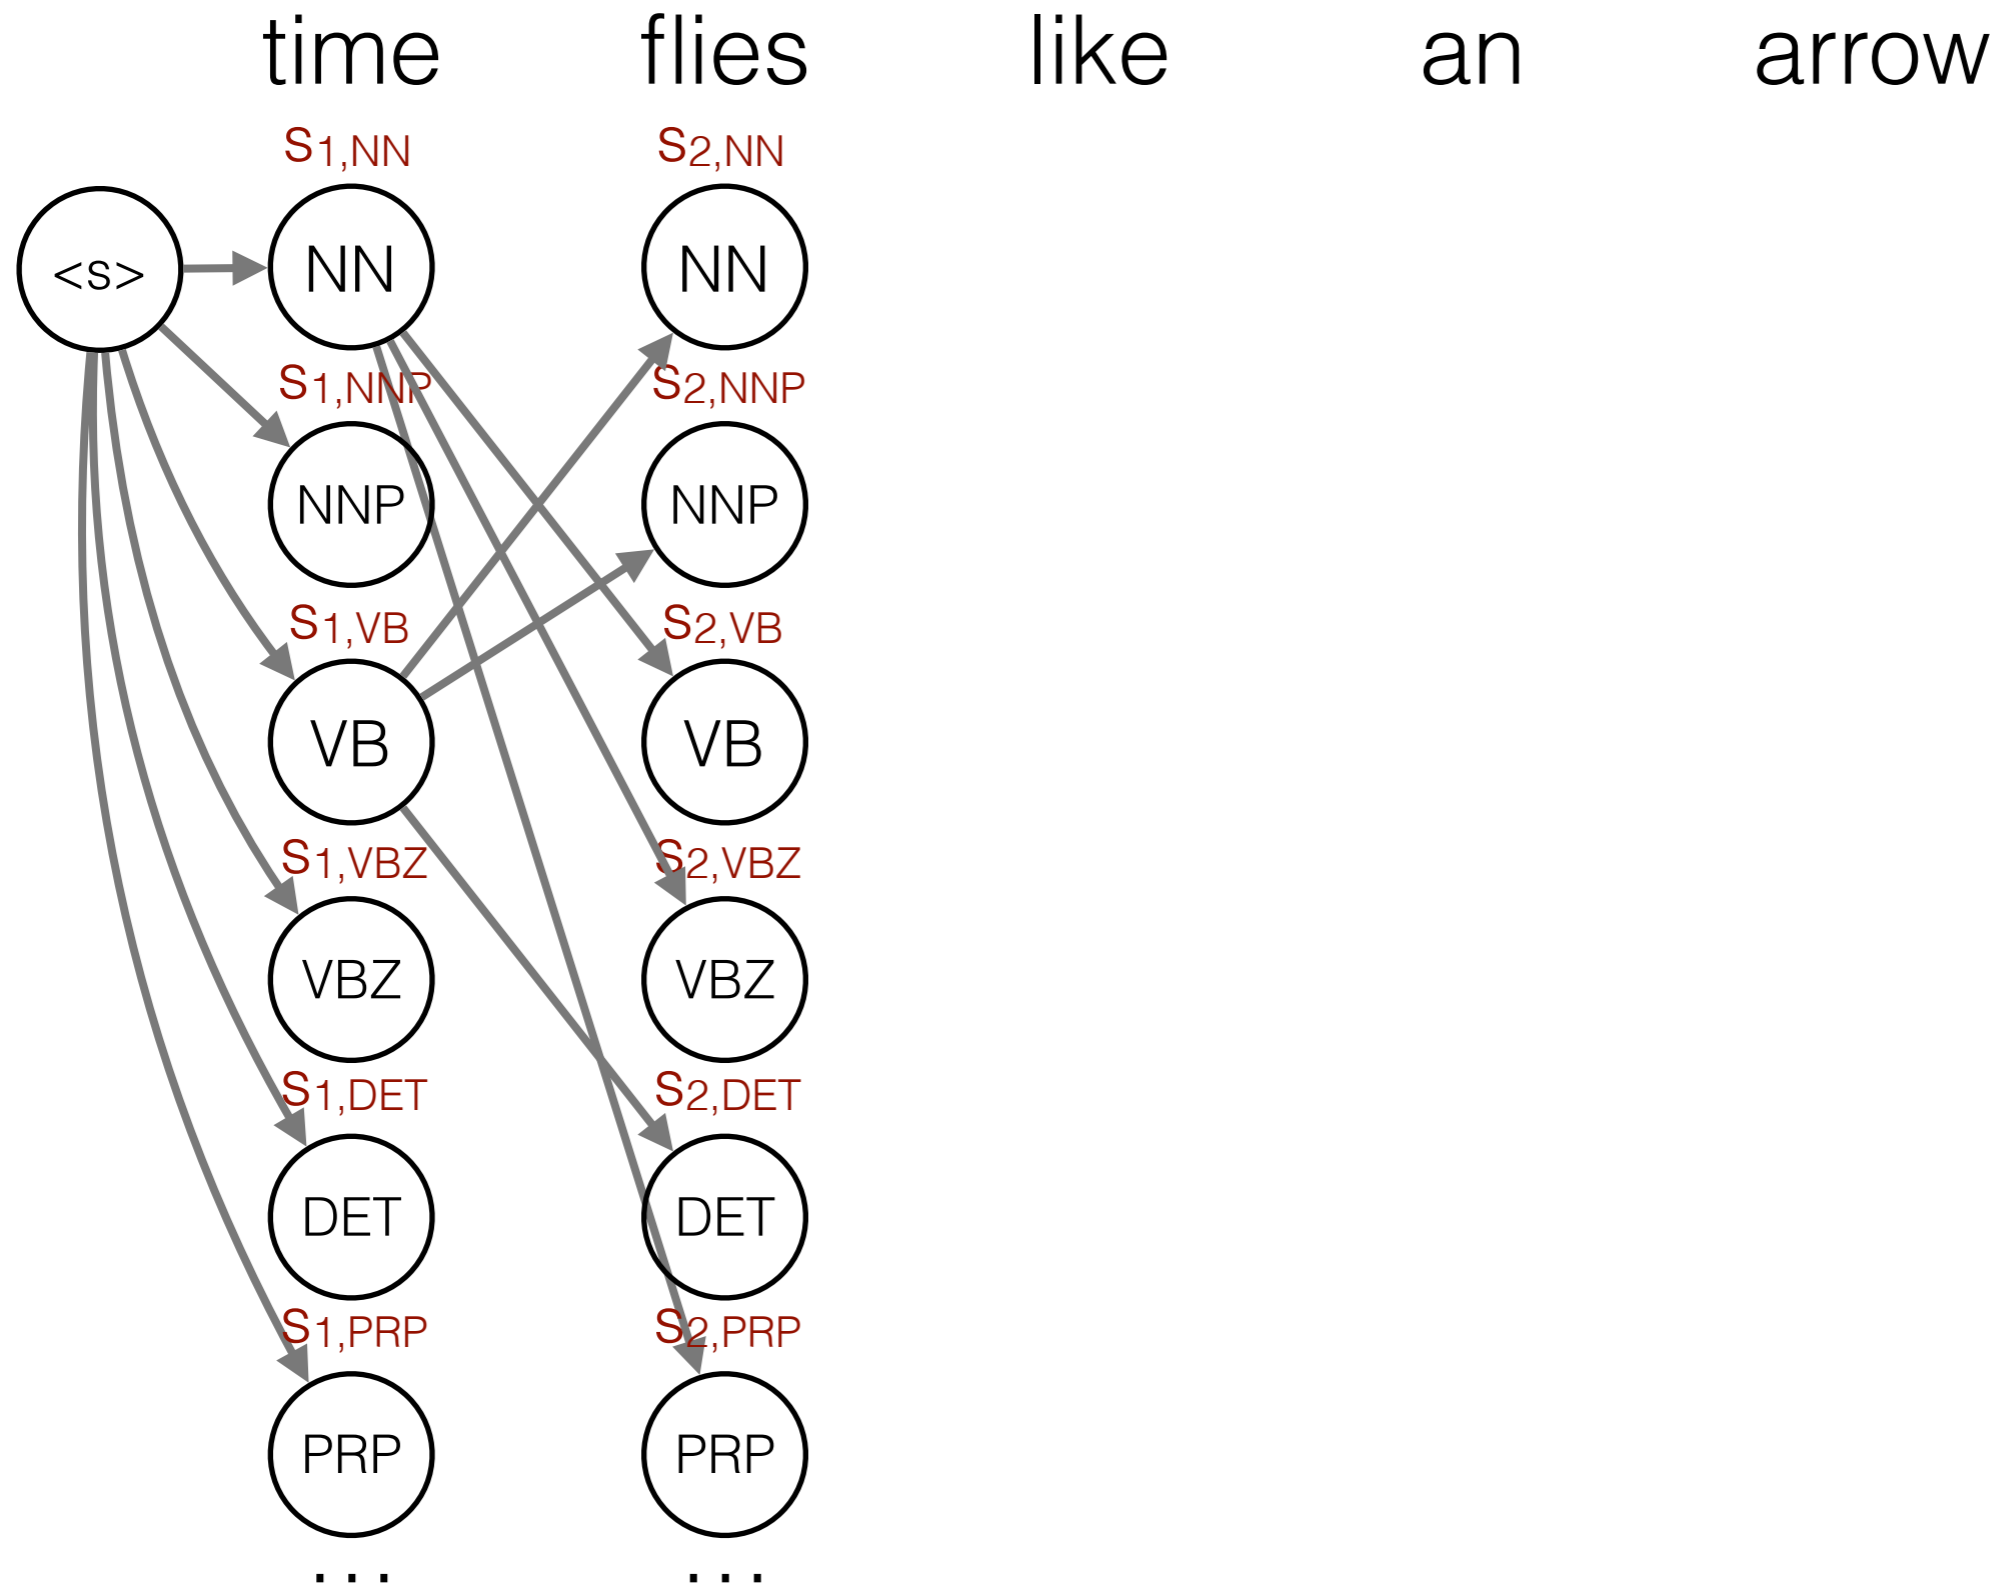 time flies like an arrow
s1,NN s2,NN
<s> NN NN
s1,NNP s2,NNP
NNP NNP
s1,VB s2,VB
VB VB
s1,VBZ s2,VBZ
VBZ VBZ
s1,DET s2,DET
DET DET
s1,PRP s2,PRP
PRP PRP
... ...